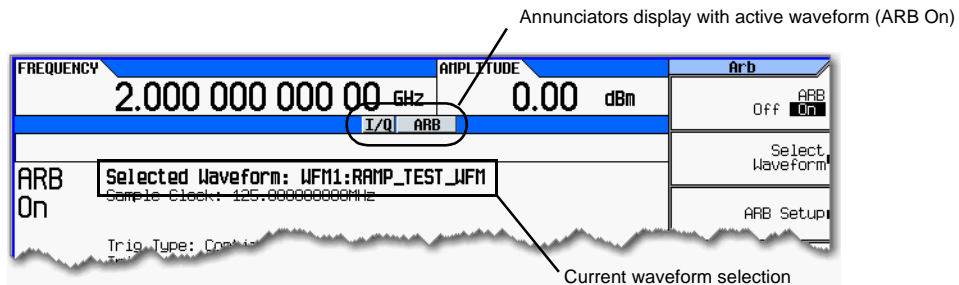 Annunciators display with active waveform (ARB On)
FREQUENCY
AMPLITUDE
Arb
2.000 000 000 00 GHz
0.00 dBm
ARB
Off On
I/Q ARB
Select
Waveform
ARB
On
Selected Waveform: WFM1:RAMP_TEST_WFM
Sample Clock: 125.000000000MHz
ARB Setup
Trig Type:
Current waveform selection